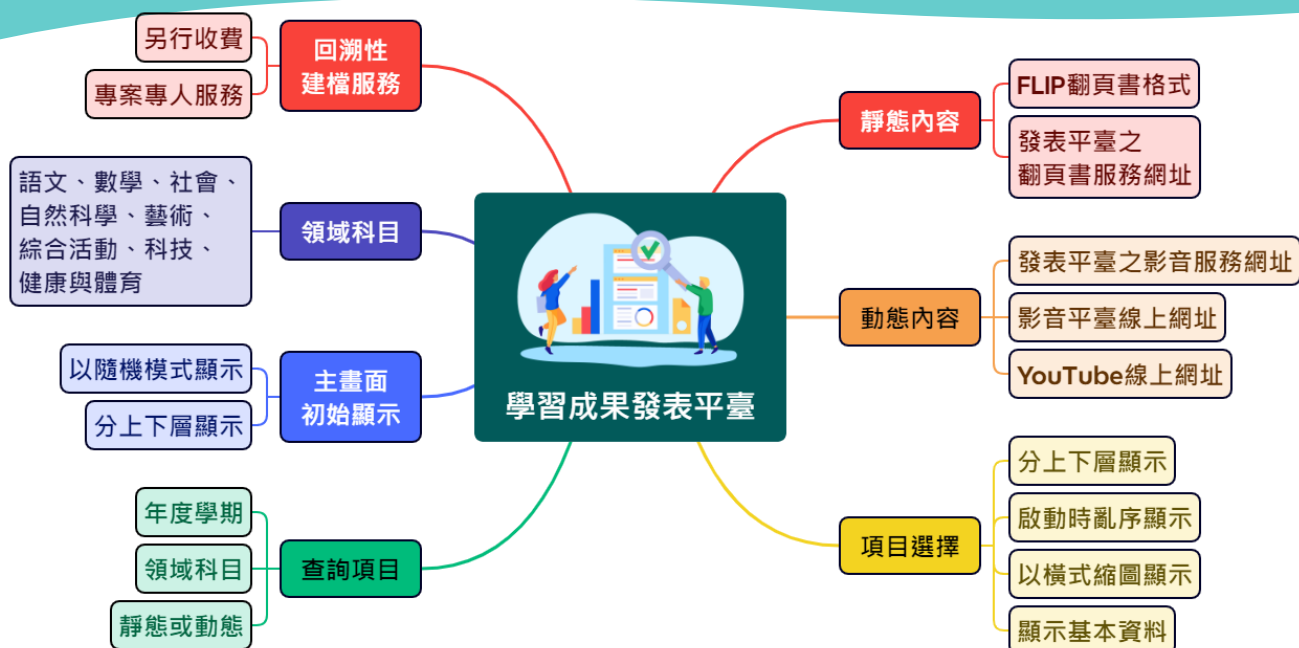 學習成果發表平臺
靜態內容
FLIP翻頁書格式
發表平臺之
翻頁書服務網址
動態內容
發表平臺之影音服務網址
影音平臺線上網址
YouTube線上網址
項目選擇
分上下層顯示
啟動時亂序顯示
以橫式縮圖顯示
顯示基本資料
回溯性
建檔服務
另行收費
專案專人服務
領域科目
語文、數學、社會、
自然科學、藝術、
綜合活動、科技、
健康與體育
主畫面
初始顯示
以隨機模式顯示
分上下層顯示
查詢項目
年度學期
領域科目
靜態或動態